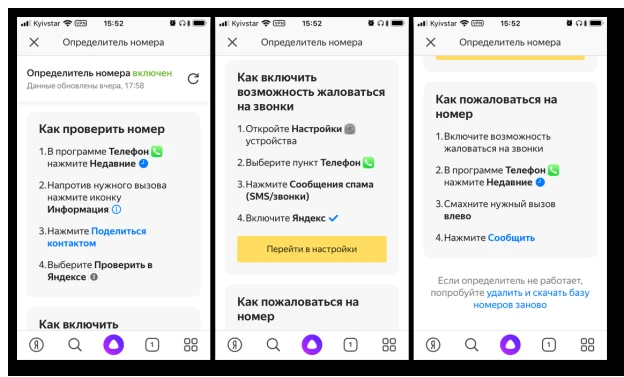 Kyivstar VPN 15:52
Определитель номера
Определитель номера включен
Данные обновлены вчера, 17:58
Как проверить номер
1.В программе Телефон
нажмите Недавние
2.Напротив нужного вызова
нажмите иконку
Информация
3.Нажмите Поделиться
контактом
4.Выберите Проверить в
Яндексе
Как включить
Я
1
Kyivstar VPN 15:52
Определитель номера
Как включить
возможность жаловаться
на звонки
1.Откройте Настройки
устройства
2.Выберите пункт Телефон
3.Нажмите Сообщения спама
(SMS/звонки)
4.Включите Яндекс
Перейти в настройки
Как пожаловаться на
номер
Я
1
Kyivstar VPN 15:52
Определитель номера
Как пожаловаться на
номер
1.Включите возможность
жаловаться на звонки
2.В программе Телефон
нажмите Недавние
3.Смахните нужный вызов
влево
4.Нажмите Сообщить
Если определитель не работает,
попробуйте удалить и скачать базу
номеров заново
Я
1